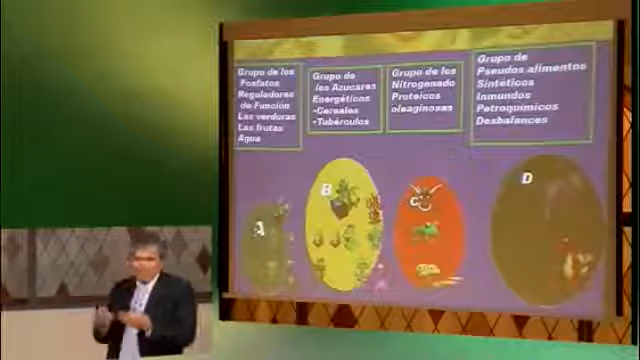 Grupo de los
Fosfatos
Reguladores
de Función
Las verduras
Las frutas
Agua
Grupo de
los Azucares
Energéticos
-Cereales
-Tubérculos
Grupo de los
Nitrogenado
Proteicos
oleaginosas
Grupo de
Pseudos alimentos
Sintéticos
Inmundos
Petroquímicos
Desbalences
A
B
C
D